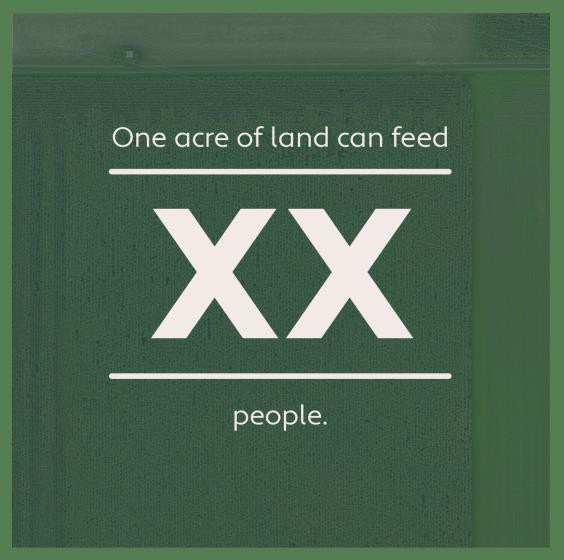 One acre of land can feed
XX
people.